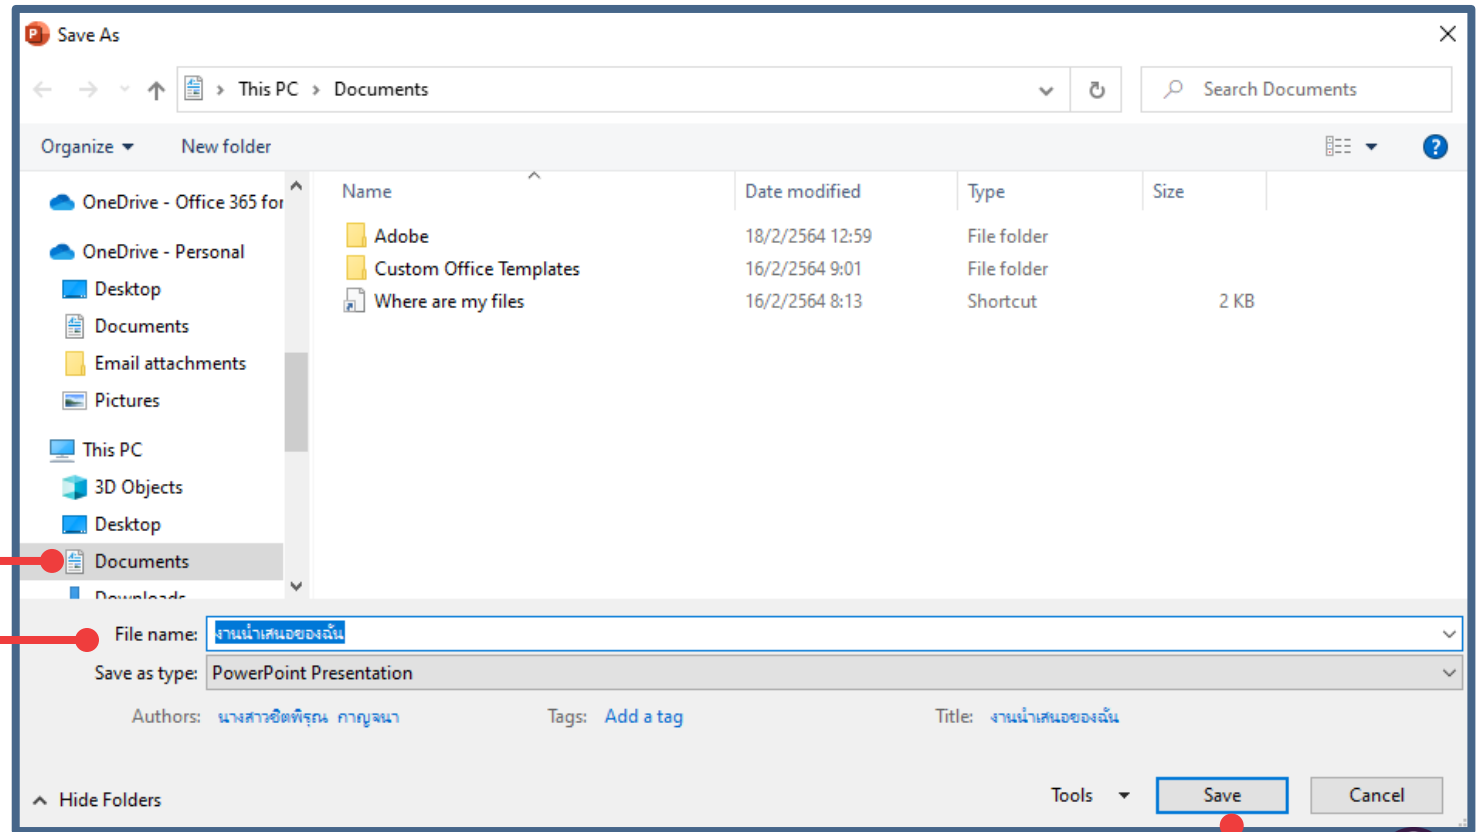 Save As
This PC > Documents
Search Documents
Organize
New folder
OneDrive - Office 365 for
OneDrive - Personal
Desktop
Documents
Email attachments
Pictures
This PC
3D Objects
Desktop
Documents
Downloads
Name Date modified Type Size
Adobe 18/2/2564 12:59 File folder
Custom Office Templates 16/2/2564 9:01 File folder
Where are my files 16/2/2564 8:13 Shortcut 2 KB
File name: งานนำเสนอของฉัน
Save as type: PowerPoint Presentation
Authors: นางสาวชิตพิรุณ กาญจนา Tags: Add a tag Title: งานนำเสนอของฉัน
Hide Folders Tools Save Cancel